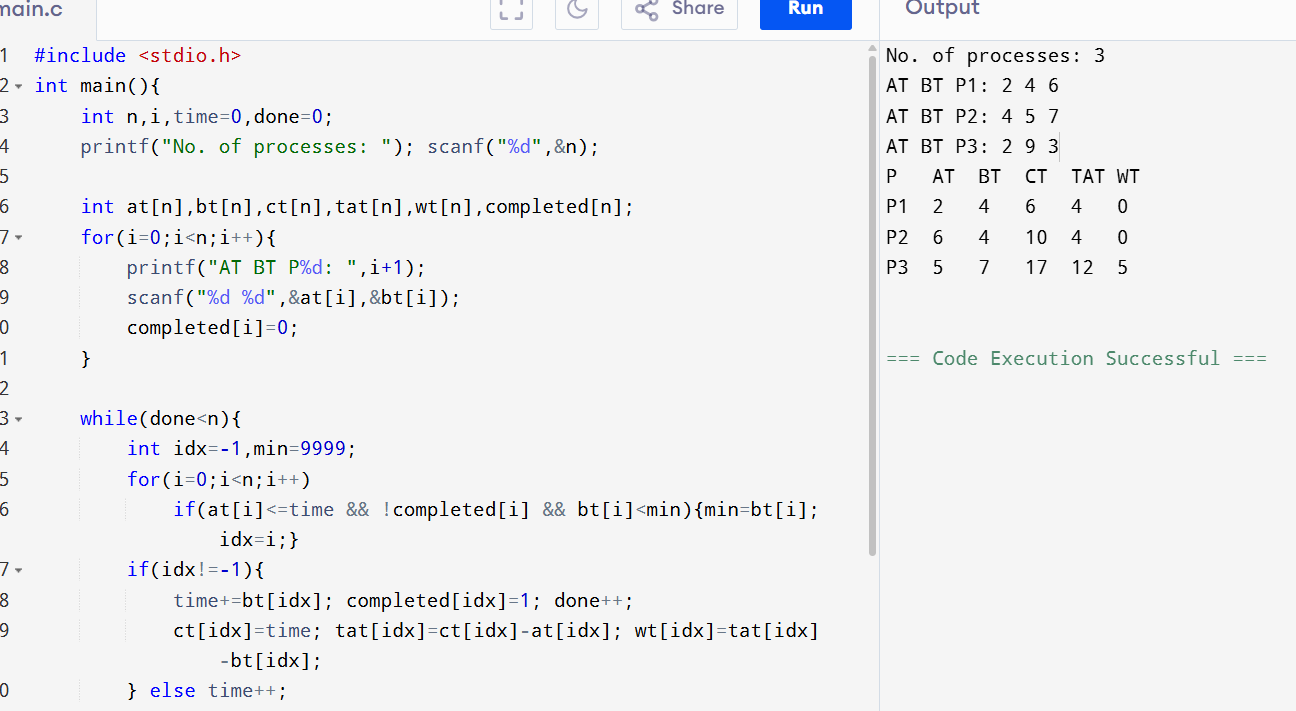 main.c
Share
Run
Output
1 #include <stdio.h>
2 int main(){
3 int n,i,time=0,done=0;
4 printf("No. of processes: "); scanf("%d",&n);
5
6 int at[n],bt[n],ct[n],tat[n],wt[n],completed[n];
7 for(i=0;i<n;i++){
8 printf("AT BT P%d: ",i+1);
9 scanf("%d %d",&at[i],&bt[i]);
0 completed[i]=0;
1 }
2
3 while(done<n){
4 int idx=-1,min=9999;
5 for(i=0;i<n;i++)
6 if(at[i]<=time && !completed[i] && bt[i]<min){min=bt[i];
idx=i;}
7 if(idx!=-1){
8 time+=bt[idx]; completed[idx]=1; done++;
9 ct[idx]=time; tat[idx]=ct[idx]-at[idx]; wt[idx]=tat[idx]
-bt[idx];
0 } else time++;
No. of processes: 3
AT BT P1: 2 4 6
AT BT P2: 4 5 7
AT BT P3: 2 9 3
P AT BT CT TAT WT
P1 2 4 6 4 0
P2 6 4 10 4 0
P3 5 7 17 12 5
=== Code Execution Successful ===